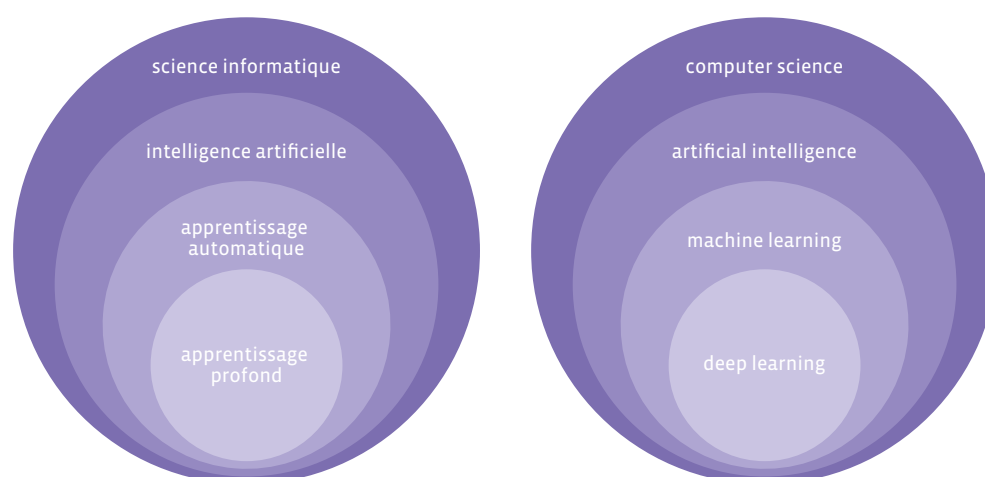 science informatique
intelligence artificielle
apprentissage
automatique
apprentissage
profond
computer science
artificial intelligence
machine learning
deep learning